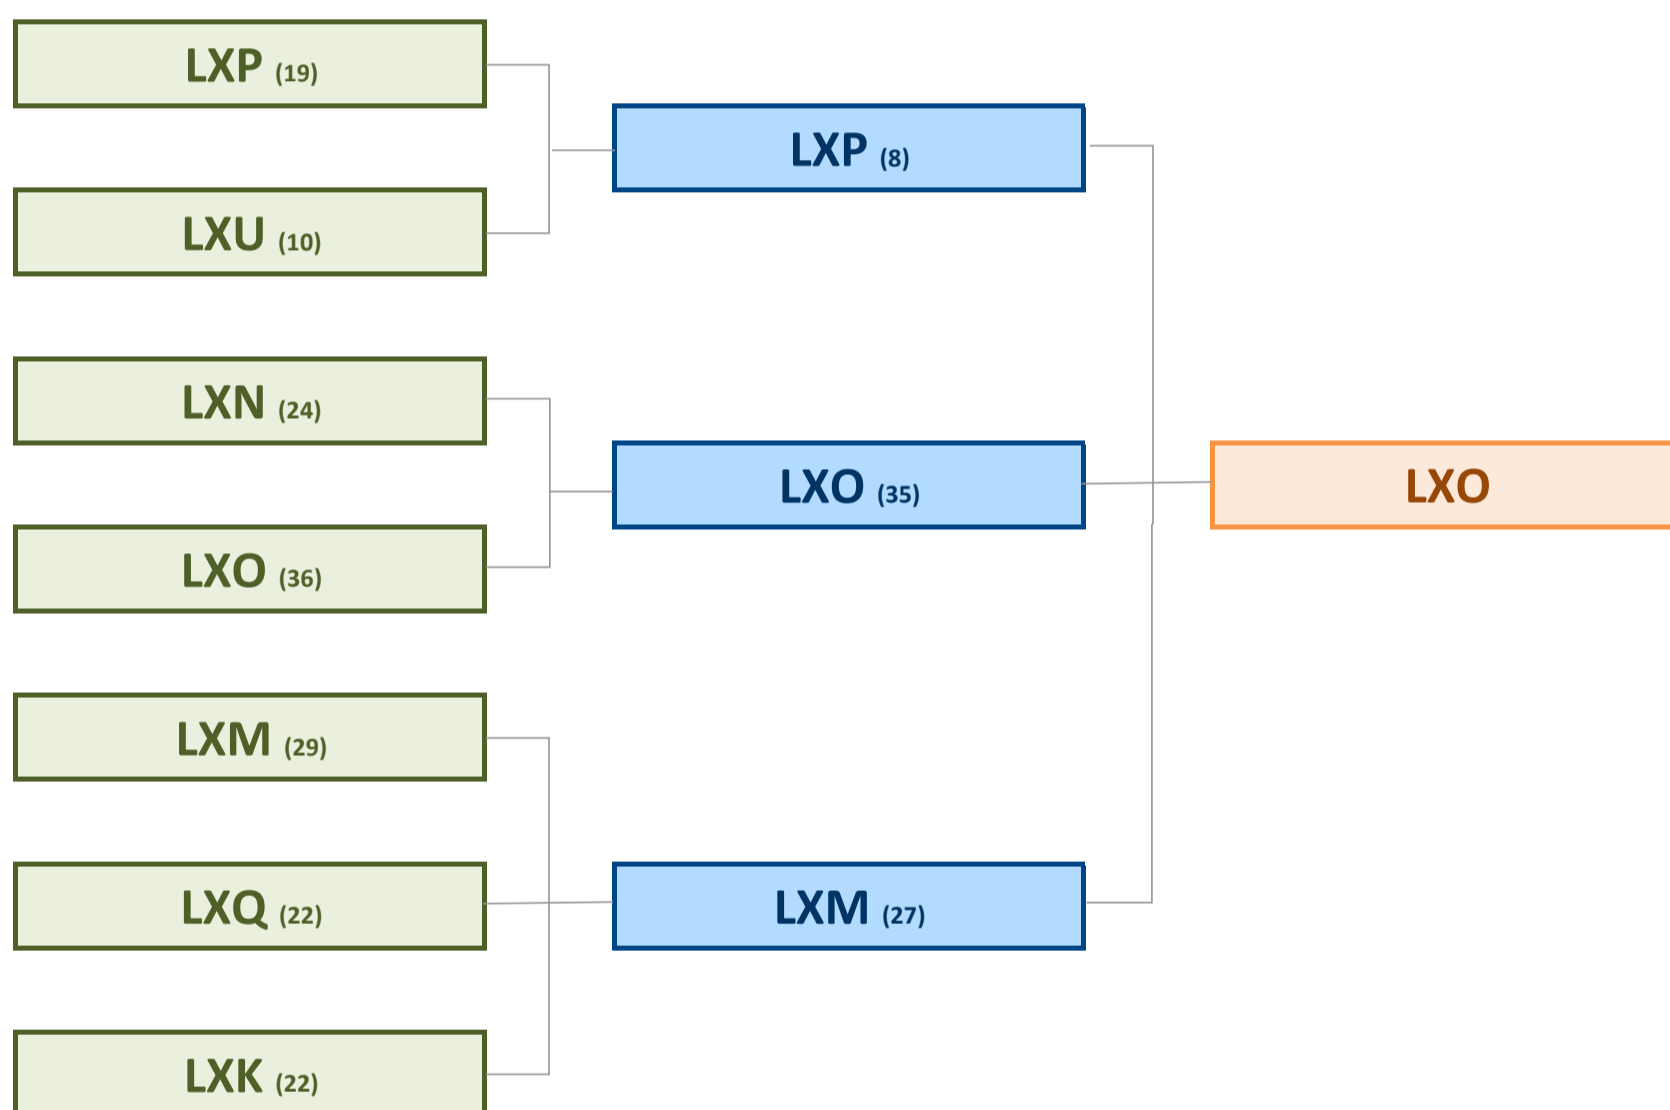 LXP (19)
LXU (10)
LXN (24)
LXO (36)
LXM (29)
LXQ (22)
LXK (22)
LXP (8)
LXO (35)
LXM (27)
LXO